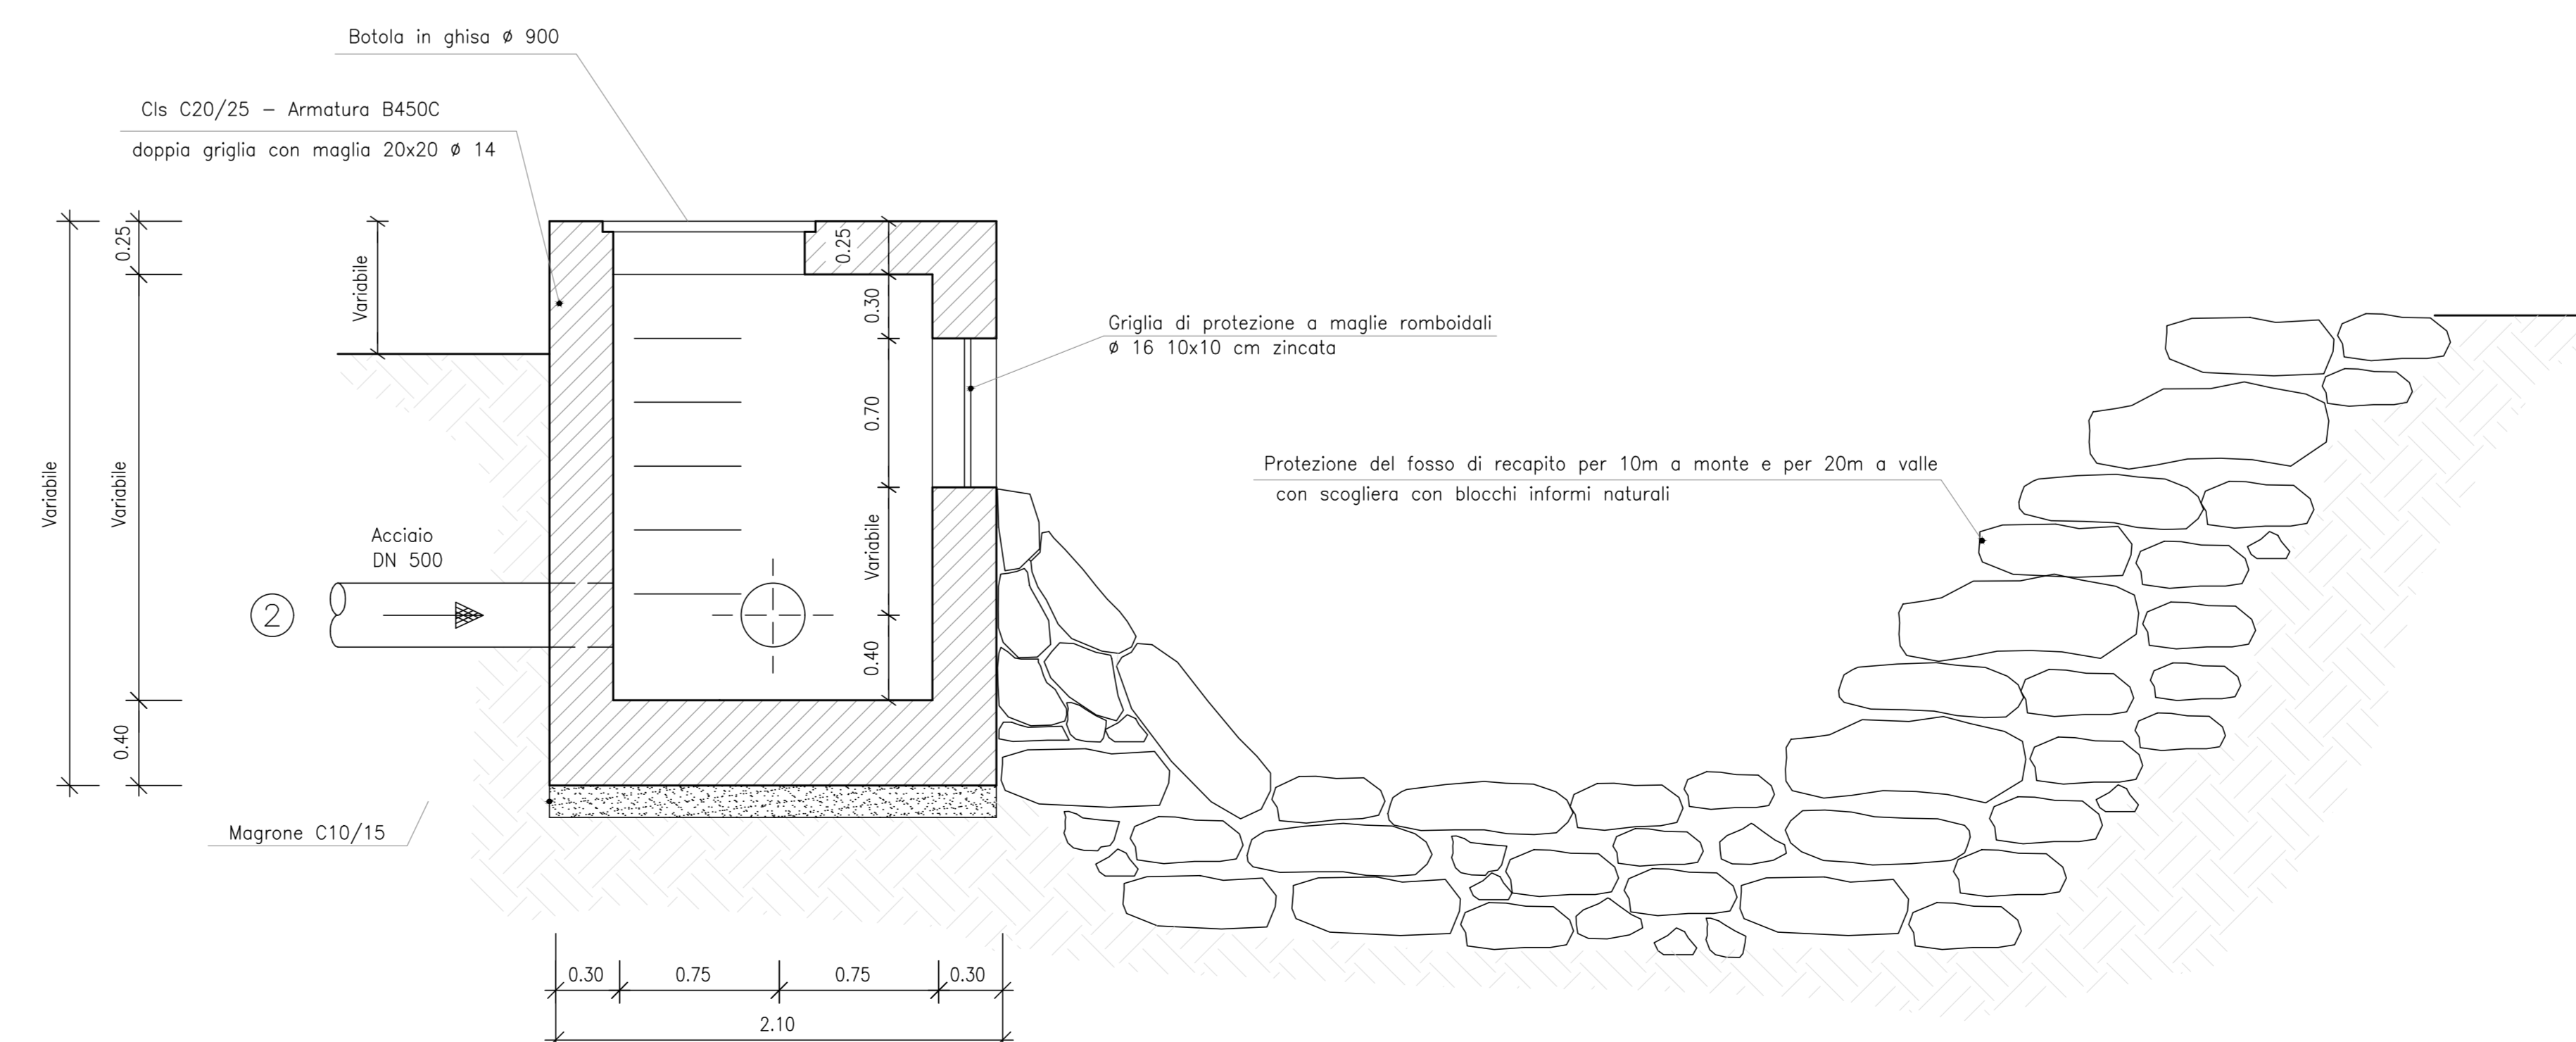 Botola in ghisa ø 900
Cls C20/25 – Armatura B450C
doppia griglia con maglia 20x20 ø 14
0.25
Variabile
0.25
0.30
Griglia di protezione a maglie romboidali
ø 16 10x10 cm zincata
0.70
Protezione del fosso di recapito per 10m a monte e per 20m a valle
con scogliera con blocchi informi naturali
Variabile
Variabile
Variabile
Acciaio
DN 500
2
0.40
0.40
Magrone C10/15
0.30
0.75
0.75
0.30
2.10